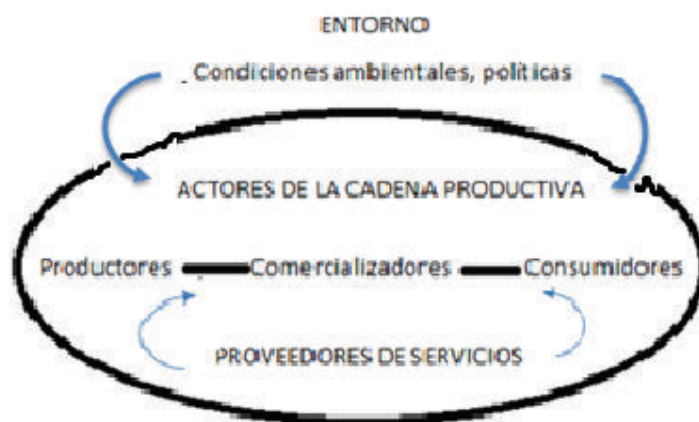 ENTORNO
Condiciones ambientales, políticas
ACTORES DE LA CADENA PRODUCTIVA
Productores Comercializadores Consumidores
PROVEEDORES DE SERVICIOS